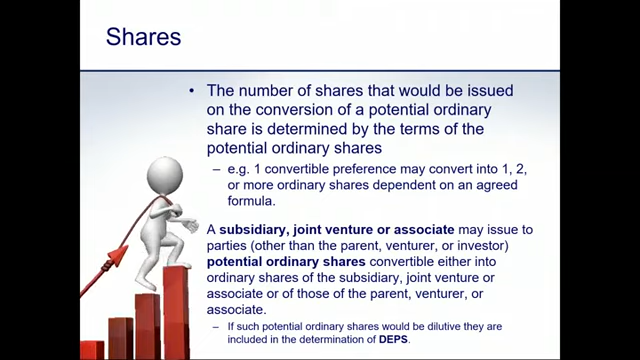 Shares
• The number of shares that would be issued
on the conversion of a potential ordinary
share is determined by the terms of the
potential ordinary shares
– e.g. 1 convertible preference may convert into 1, 2,
or more ordinary shares dependent on an agreed
formula.
A subsidiary, joint venture or associate may issue to
parties (other than the parent, venturer, or investor)
potential ordinary shares convertible either into
ordinary shares of the subsidiary, joint venture or
associate or of those of the parent, venturer, or
associate.
– If such potential ordinary shares would be dilutive they are
included in the determination of DEPS.